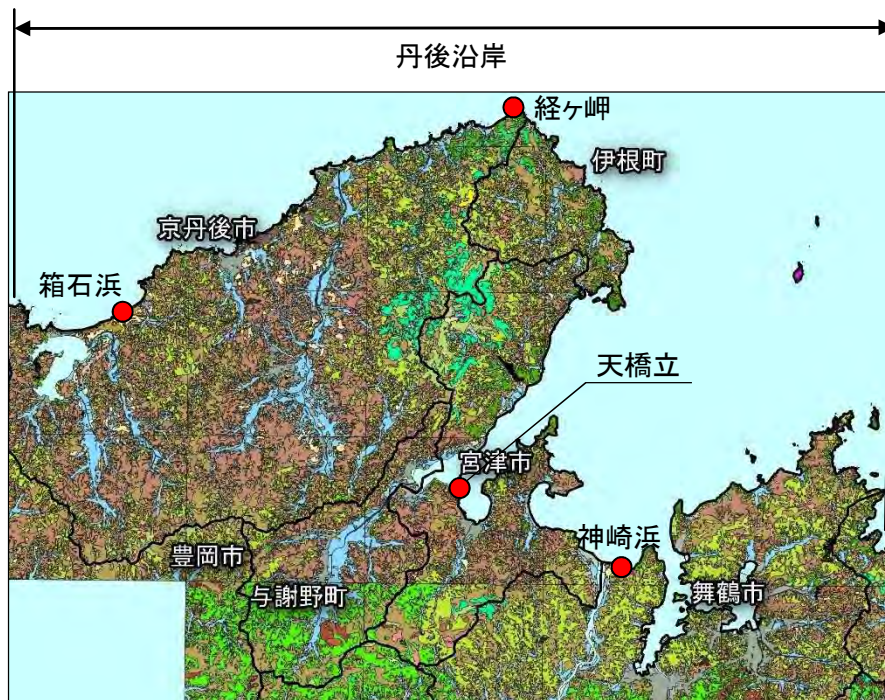 丹後沿岸
経ヶ岬
伊根町
京丹後市
箱石浜
天橋立
宮津市
神崎浜
豊岡市
与謝野町
舞鶴市